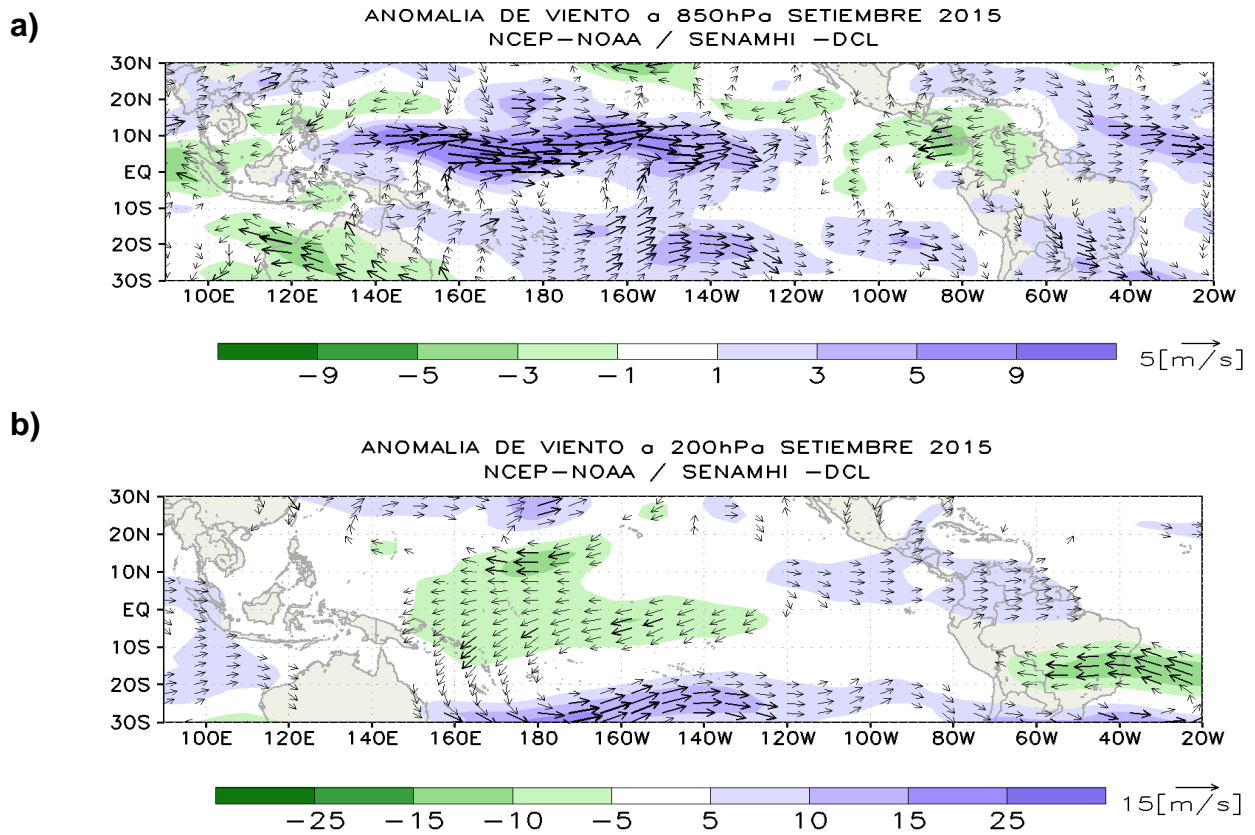 a)
ANOMALIA DE VIENTO a 850hPa SETIEMBRE 2015
NCEP-NOAA / SENAMHI -DCL
30N
20N
10N
EQ
10S
20S
30S
100E 120E 140E 160E 180 160W 140W 120W 100W 80W 60W 40W 20W
-9 -5 -3 -1 1 3 5 9
5[m/s]
b)
ANOMALIA DE VIENTO a 200hPa SETIEMBRE 2015
NCEP-NOAA / SENAMHI -DCL
30N
20N
10N
EQ
10S
20S
30S
100E 120E 140E 160E 180 160W 140W 120W 100W 80W 60W 40W 20W
-25 -15 -10 -5 5 10 15 25
15[m/s]